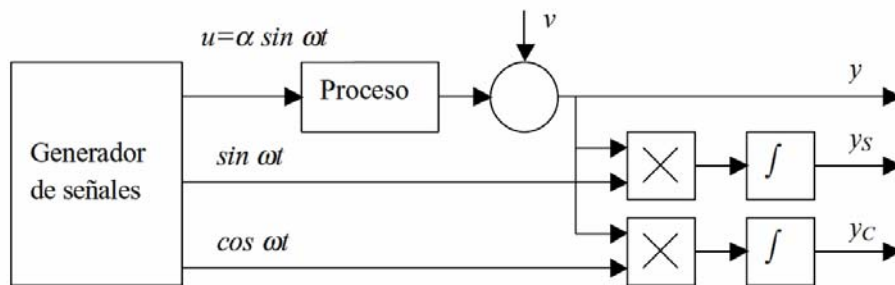 v
u=α sin ωt
y
Proceso
Generador
de señales
sin ωt
∫
yS
cos ωt
∫
yC